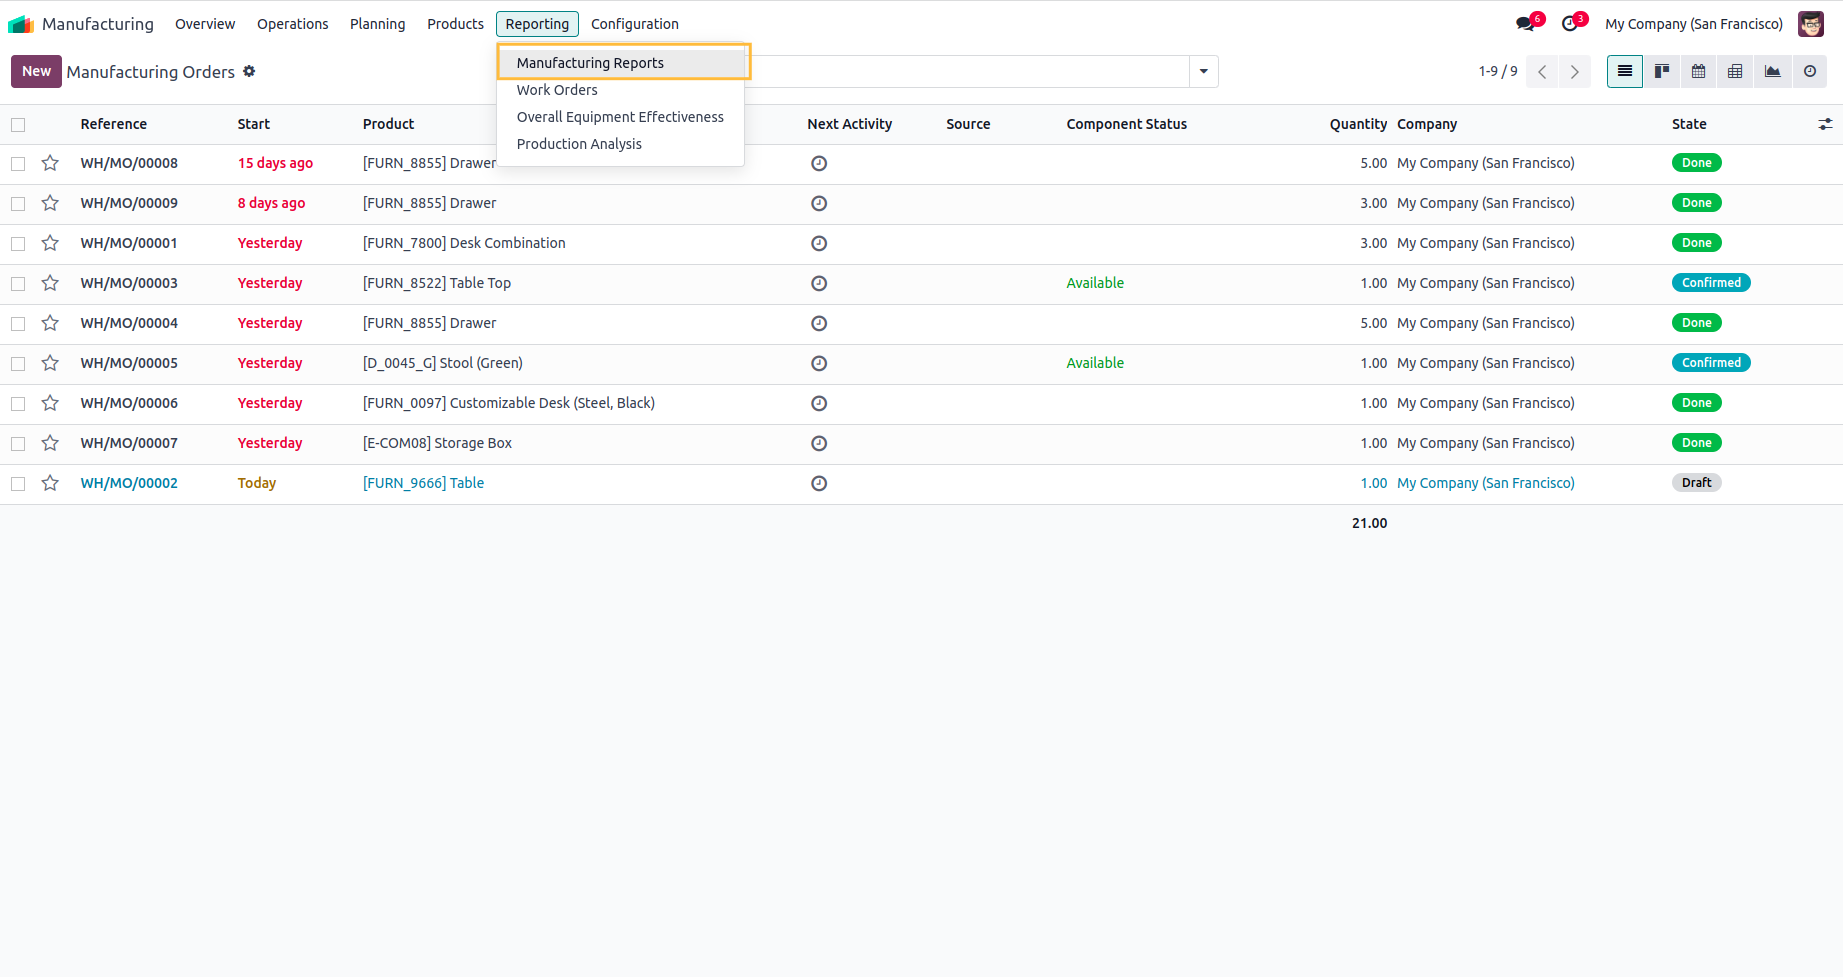 Manufacturing Overview Operations Planning Products Reporting Configuration 6 3 My Company (San Francisco)
New Manufacturing Orders 1-9 / 9
Manufacturing Reports
Work Orders
Overall Equipment Effectiveness
Production Analysis
Reference Start Product Next Activity Source Component Status Quantity Company State
WH/MO/00008 15 days ago [FURN_8855] Drawer 5.00 My Company (San Francisco) Done
WH/MO/00009 8 days ago [FURN_8855] Drawer 3.00 My Company (San Francisco) Done
WH/MO/00001 Yesterday [FURN_7800] Desk Combination 3.00 My Company (San Francisco) Done
WH/MO/00003 Yesterday [FURN_8522] Table Top Available 1.00 My Company (San Francisco) Confirmed
WH/MO/00004 Yesterday [FURN_8855] Drawer 5.00 My Company (San Francisco) Done
WH/MO/00005 Yesterday [D_0045_G] Stool (Green) Available 1.00 My Company (San Francisco) Confirmed
WH/MO/00006 Yesterday [FURN_0097] Customizable Desk (Steel, Black) 1.00 My Company (San Francisco) Done
WH/MO/00007 Yesterday [E-COM08] Storage Box 1.00 My Company (San Francisco) Done
WH/MO/00002 Today [FURN_9666] Table 1.00 My Company (San Francisco) Draft
21.00